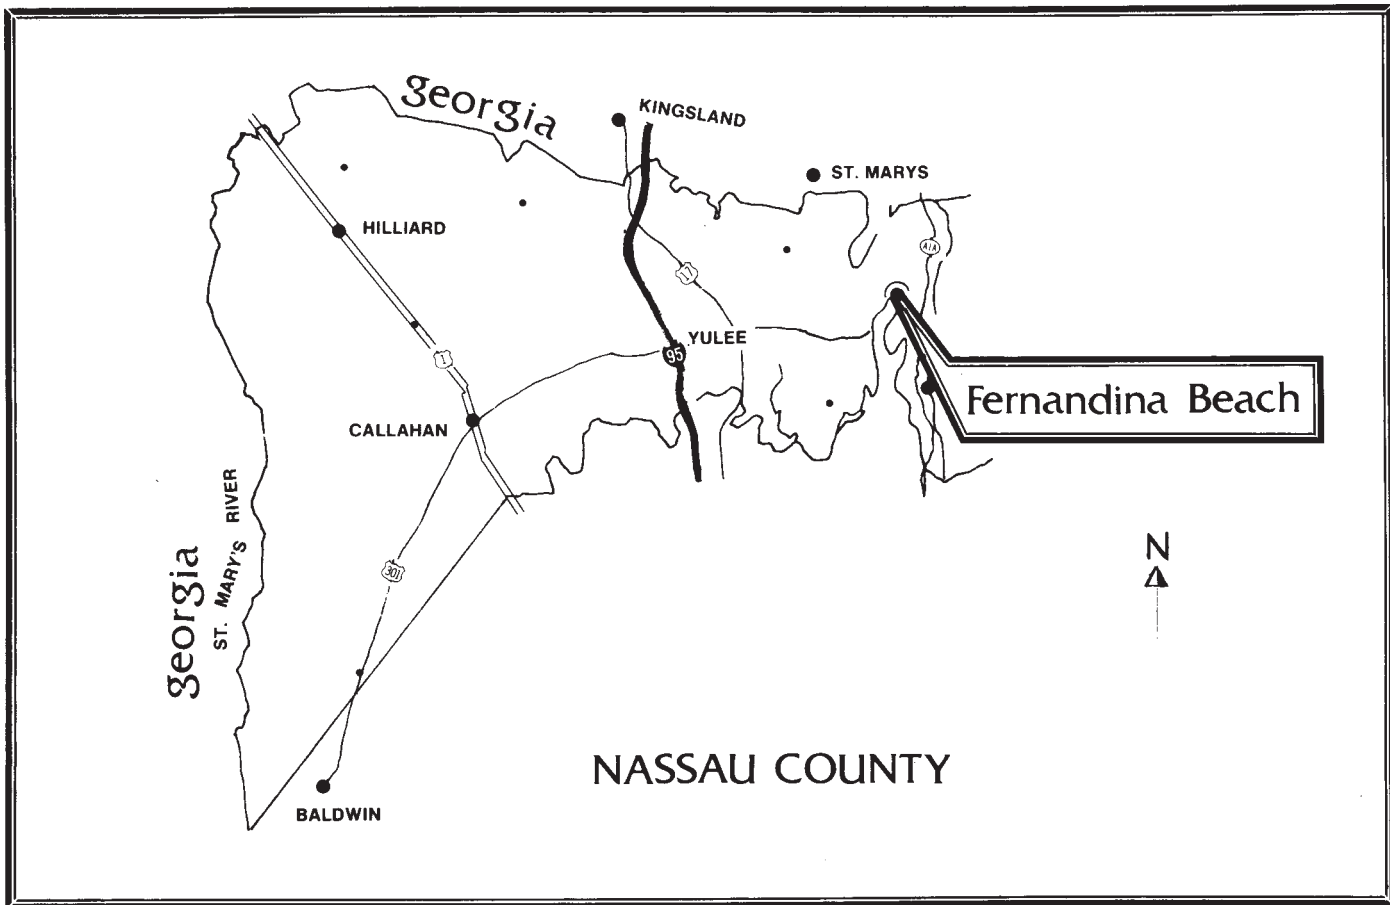 georgia
KINGSLAND
ST. MARYS
HILLIARD
A1A
17
YULEE
95
1
Fernandina Beach
CALLAHAN
ST. MARY'S RIVER
georgia
301
N
NASSAU COUNTY
BALDWIN